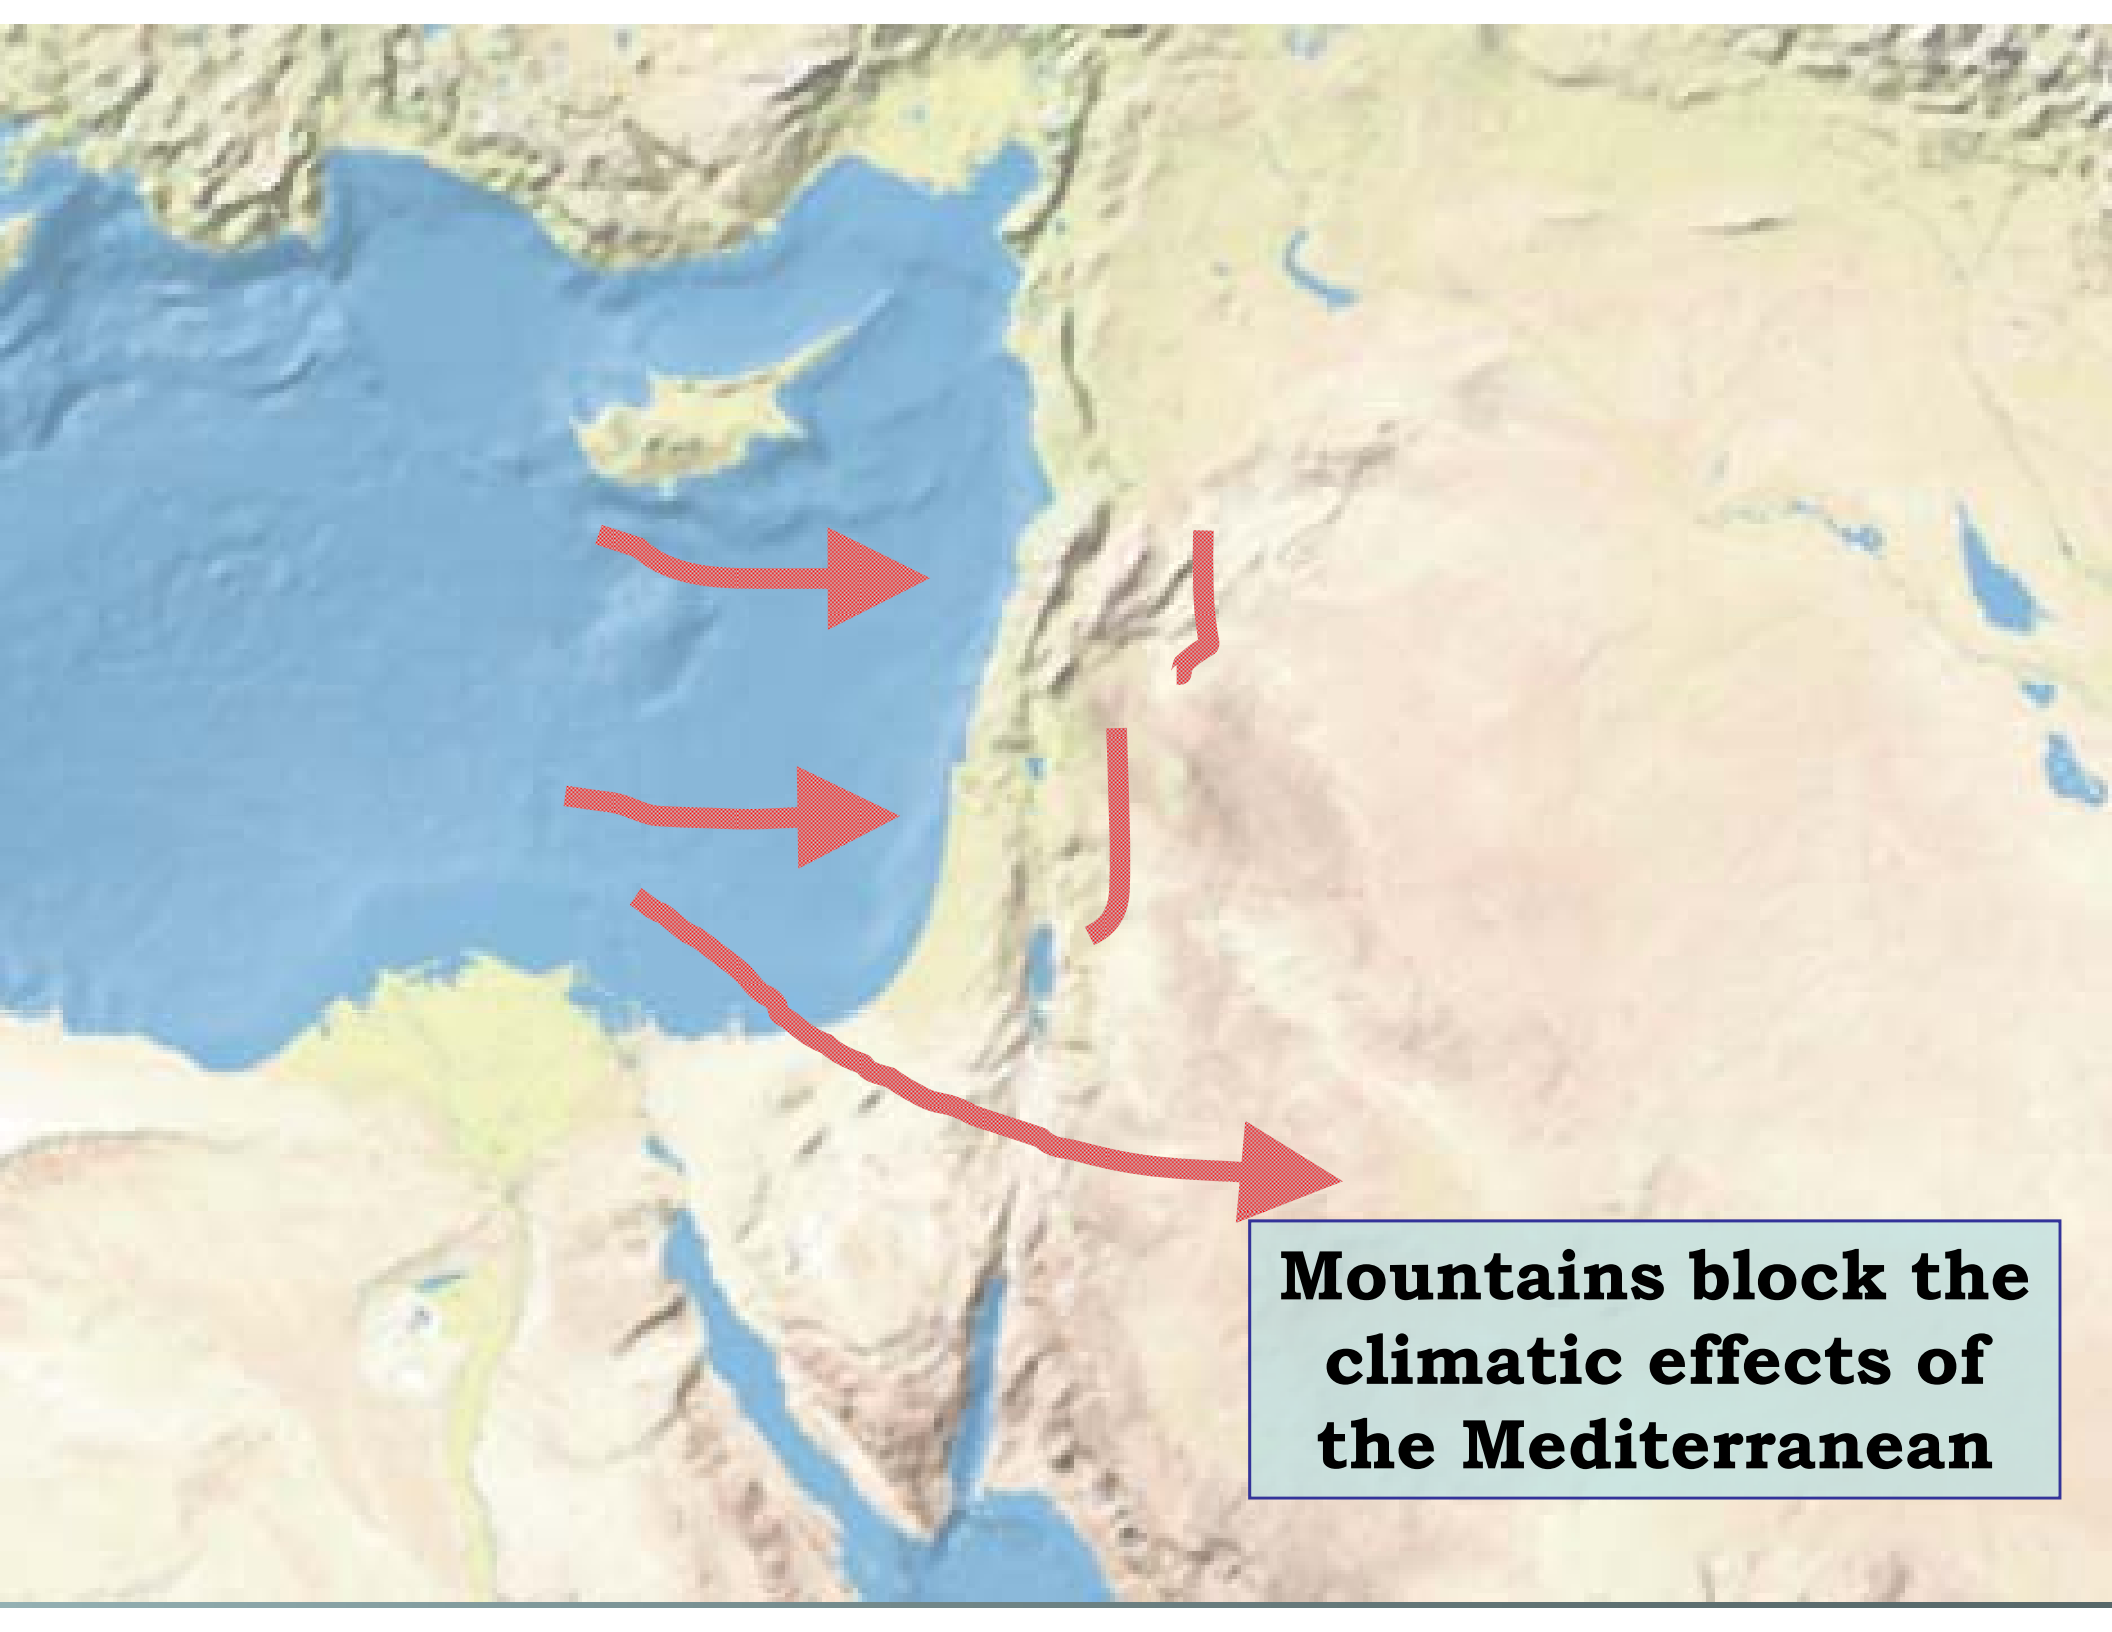 Mountains block the
climatic effects of
the Mediterranean